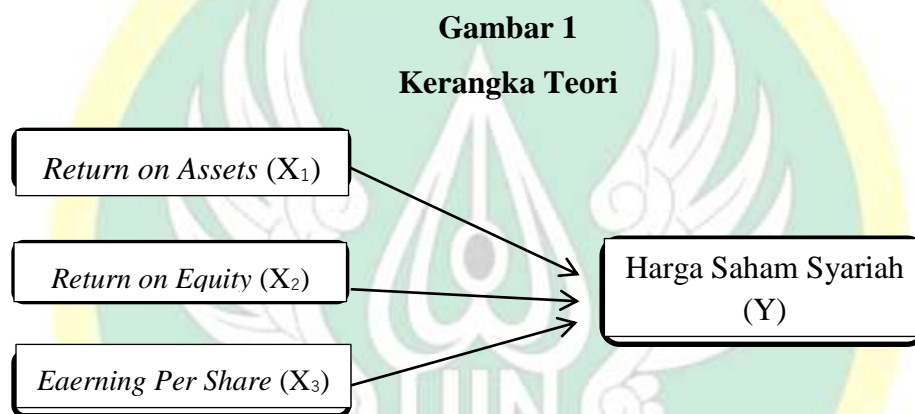 Gambar 1
Kerangka Teori
Return on Assets (X₁)
Return on Equity (X₂)
Eaerning Per Share (X₃)
Harga Saham Syariah
(Y)
UIN